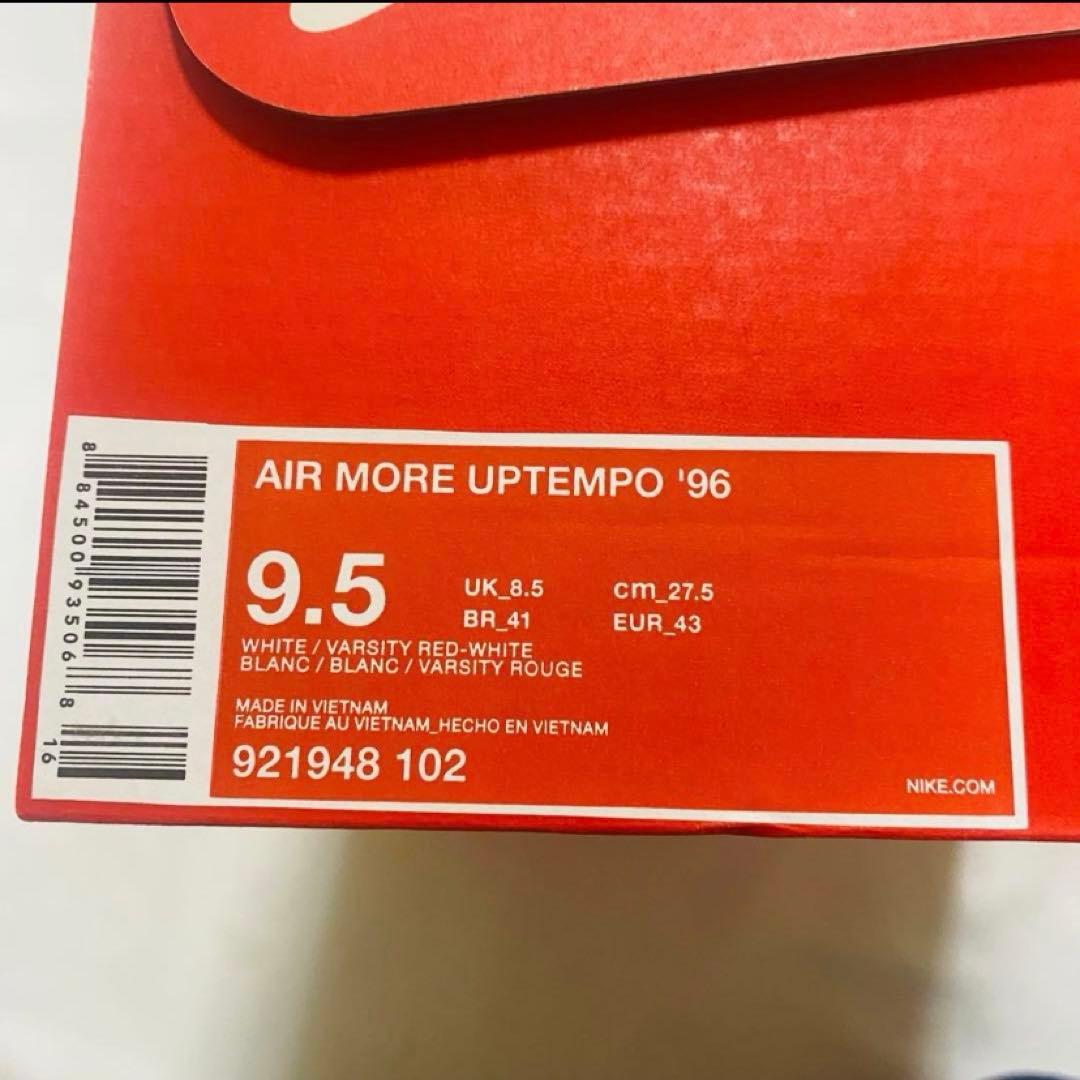 AIR MORE UPTEMPO '96
9.5
UK_8.5 cm_27.5
BR_41 EUR_43
WHITE / VARSITY RED-WHITE
BLANC / BLANC / VARSITY ROUGE
MADE IN VIETNAM
FABRIQUE AU VIETNAM_HECHO EN VIETNAM
921948 102
NIKE.COM
8 84500 93506 8
16